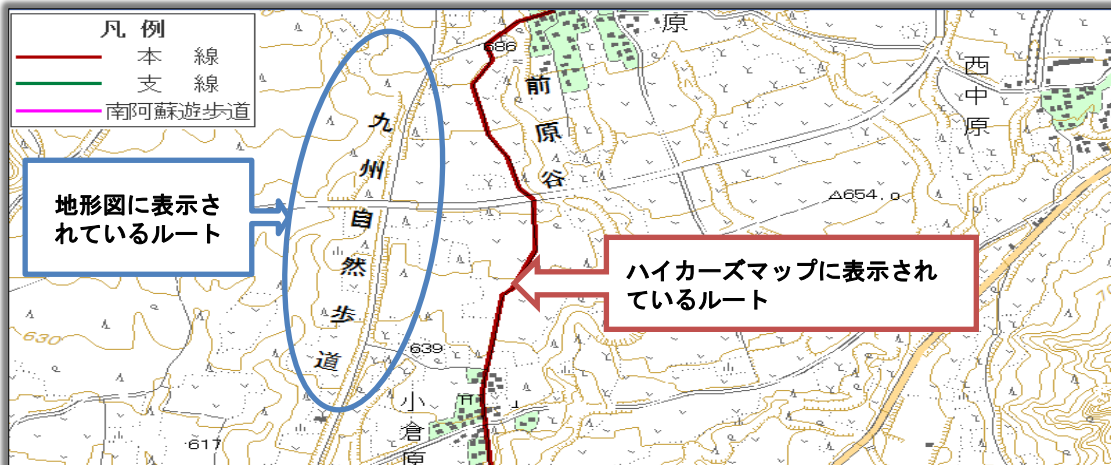 凡 例
本 線
支 線
南阿蘇遊歩道
地形図に表示さ
れているルート
九州自然歩道
686
原
前原谷
西中原
△654.0
ハイカーズマップに表示され
ているルート
630
639
小倉原
617